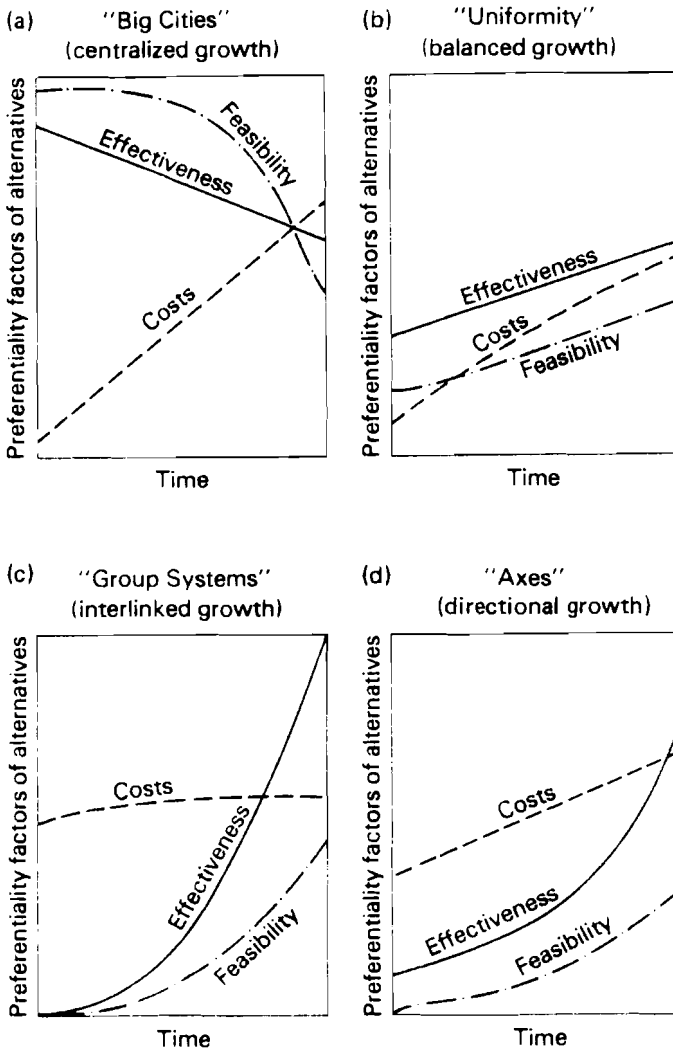 (a) "Big Cities"
(centralized growth)
Preferentiality factors of alternatives
Feasibility
Effectiveness
Costs
Time
(b) "Uniformity"
(balanced growth)
Preferentiality factors of alternatives
Effectiveness
Costs
Feasibility
Time
(c) "Group Systems"
(interlinked growth)
Preferentiality factors of alternatives
Costs
Effectiveness
Feasibility
Time
(d) "Axes"
(directional growth)
Preferentiality factors of alternatives
Costs
Effectiveness
Feasibility
Time